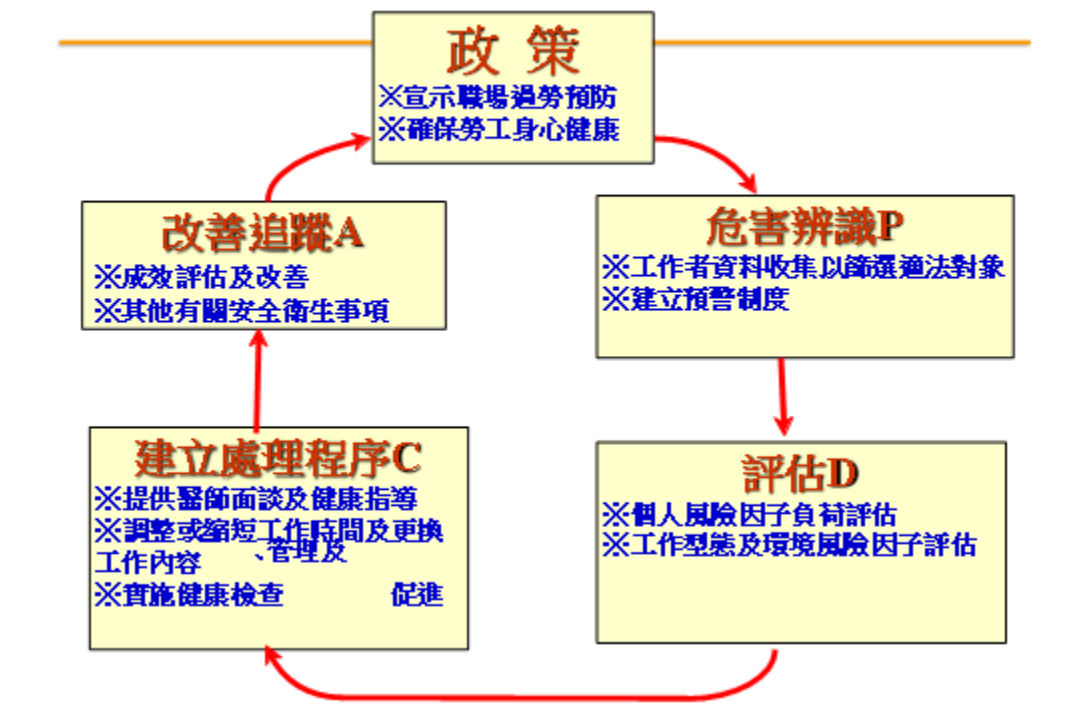 政 策
※宣示職場過勞預防
※確保勞工身心健康
危害辨識P
※工作者資料收集以篩選適法對象
※建立預警制度
評估D
※個人風險因子負荷評估
※工作型態及環境風險因子評估
建立處理程序C
※提供醫師面談及健康指導
※調整或縮短工作時間及更換
工作內容
、管理及
※實施健康檢查 促進
改善追蹤A
※成效評估及改善
※其他有關安全衛生事項